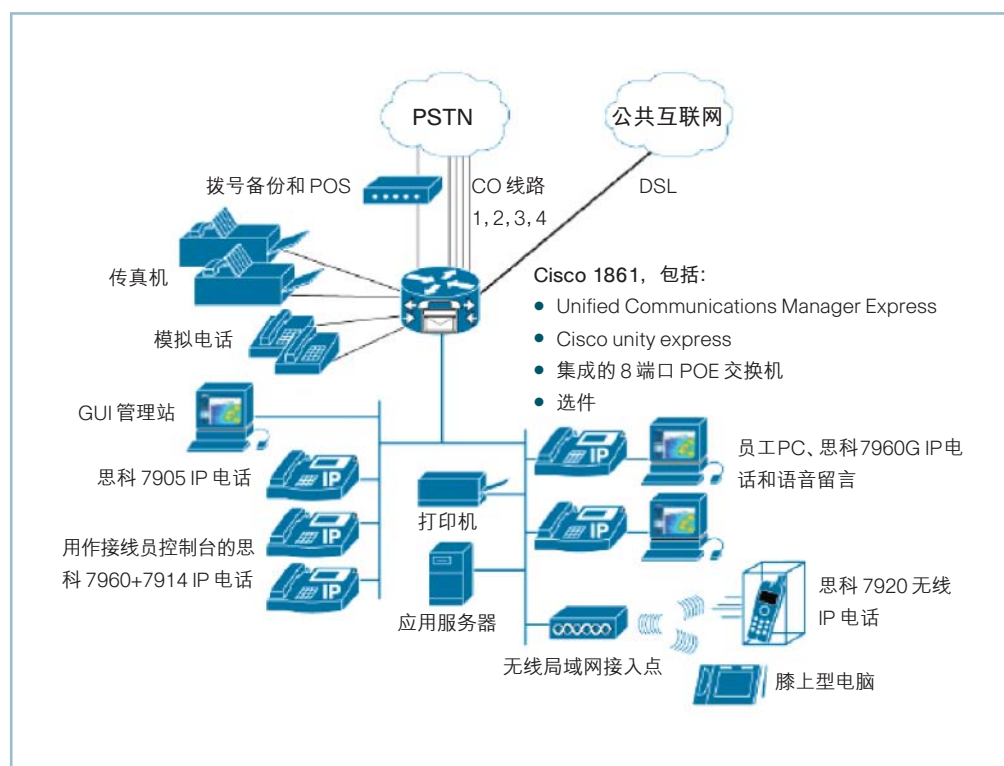 PSTN
公共互联网
拨号备份和 POS
CO 线路
1, 2, 3, 4
DSL
传真机
模拟电话
Cisco 1861，包括：
● Unified Communications Manager Express
● Cisco unity express
● 集成的 8 端口 POE 交换机
● 选件
GUI 管理站
思科 7905 IP 电话
IP
用作接线员控制台的思
科 7960+7914 IP 电话
IP
IP
打印机
应用服务器
IP
员工PC、思科7960G IP电
话和语音留言
IP
无线局域网接入点
思科 7920 无线
IP 电话
膝上型电脑